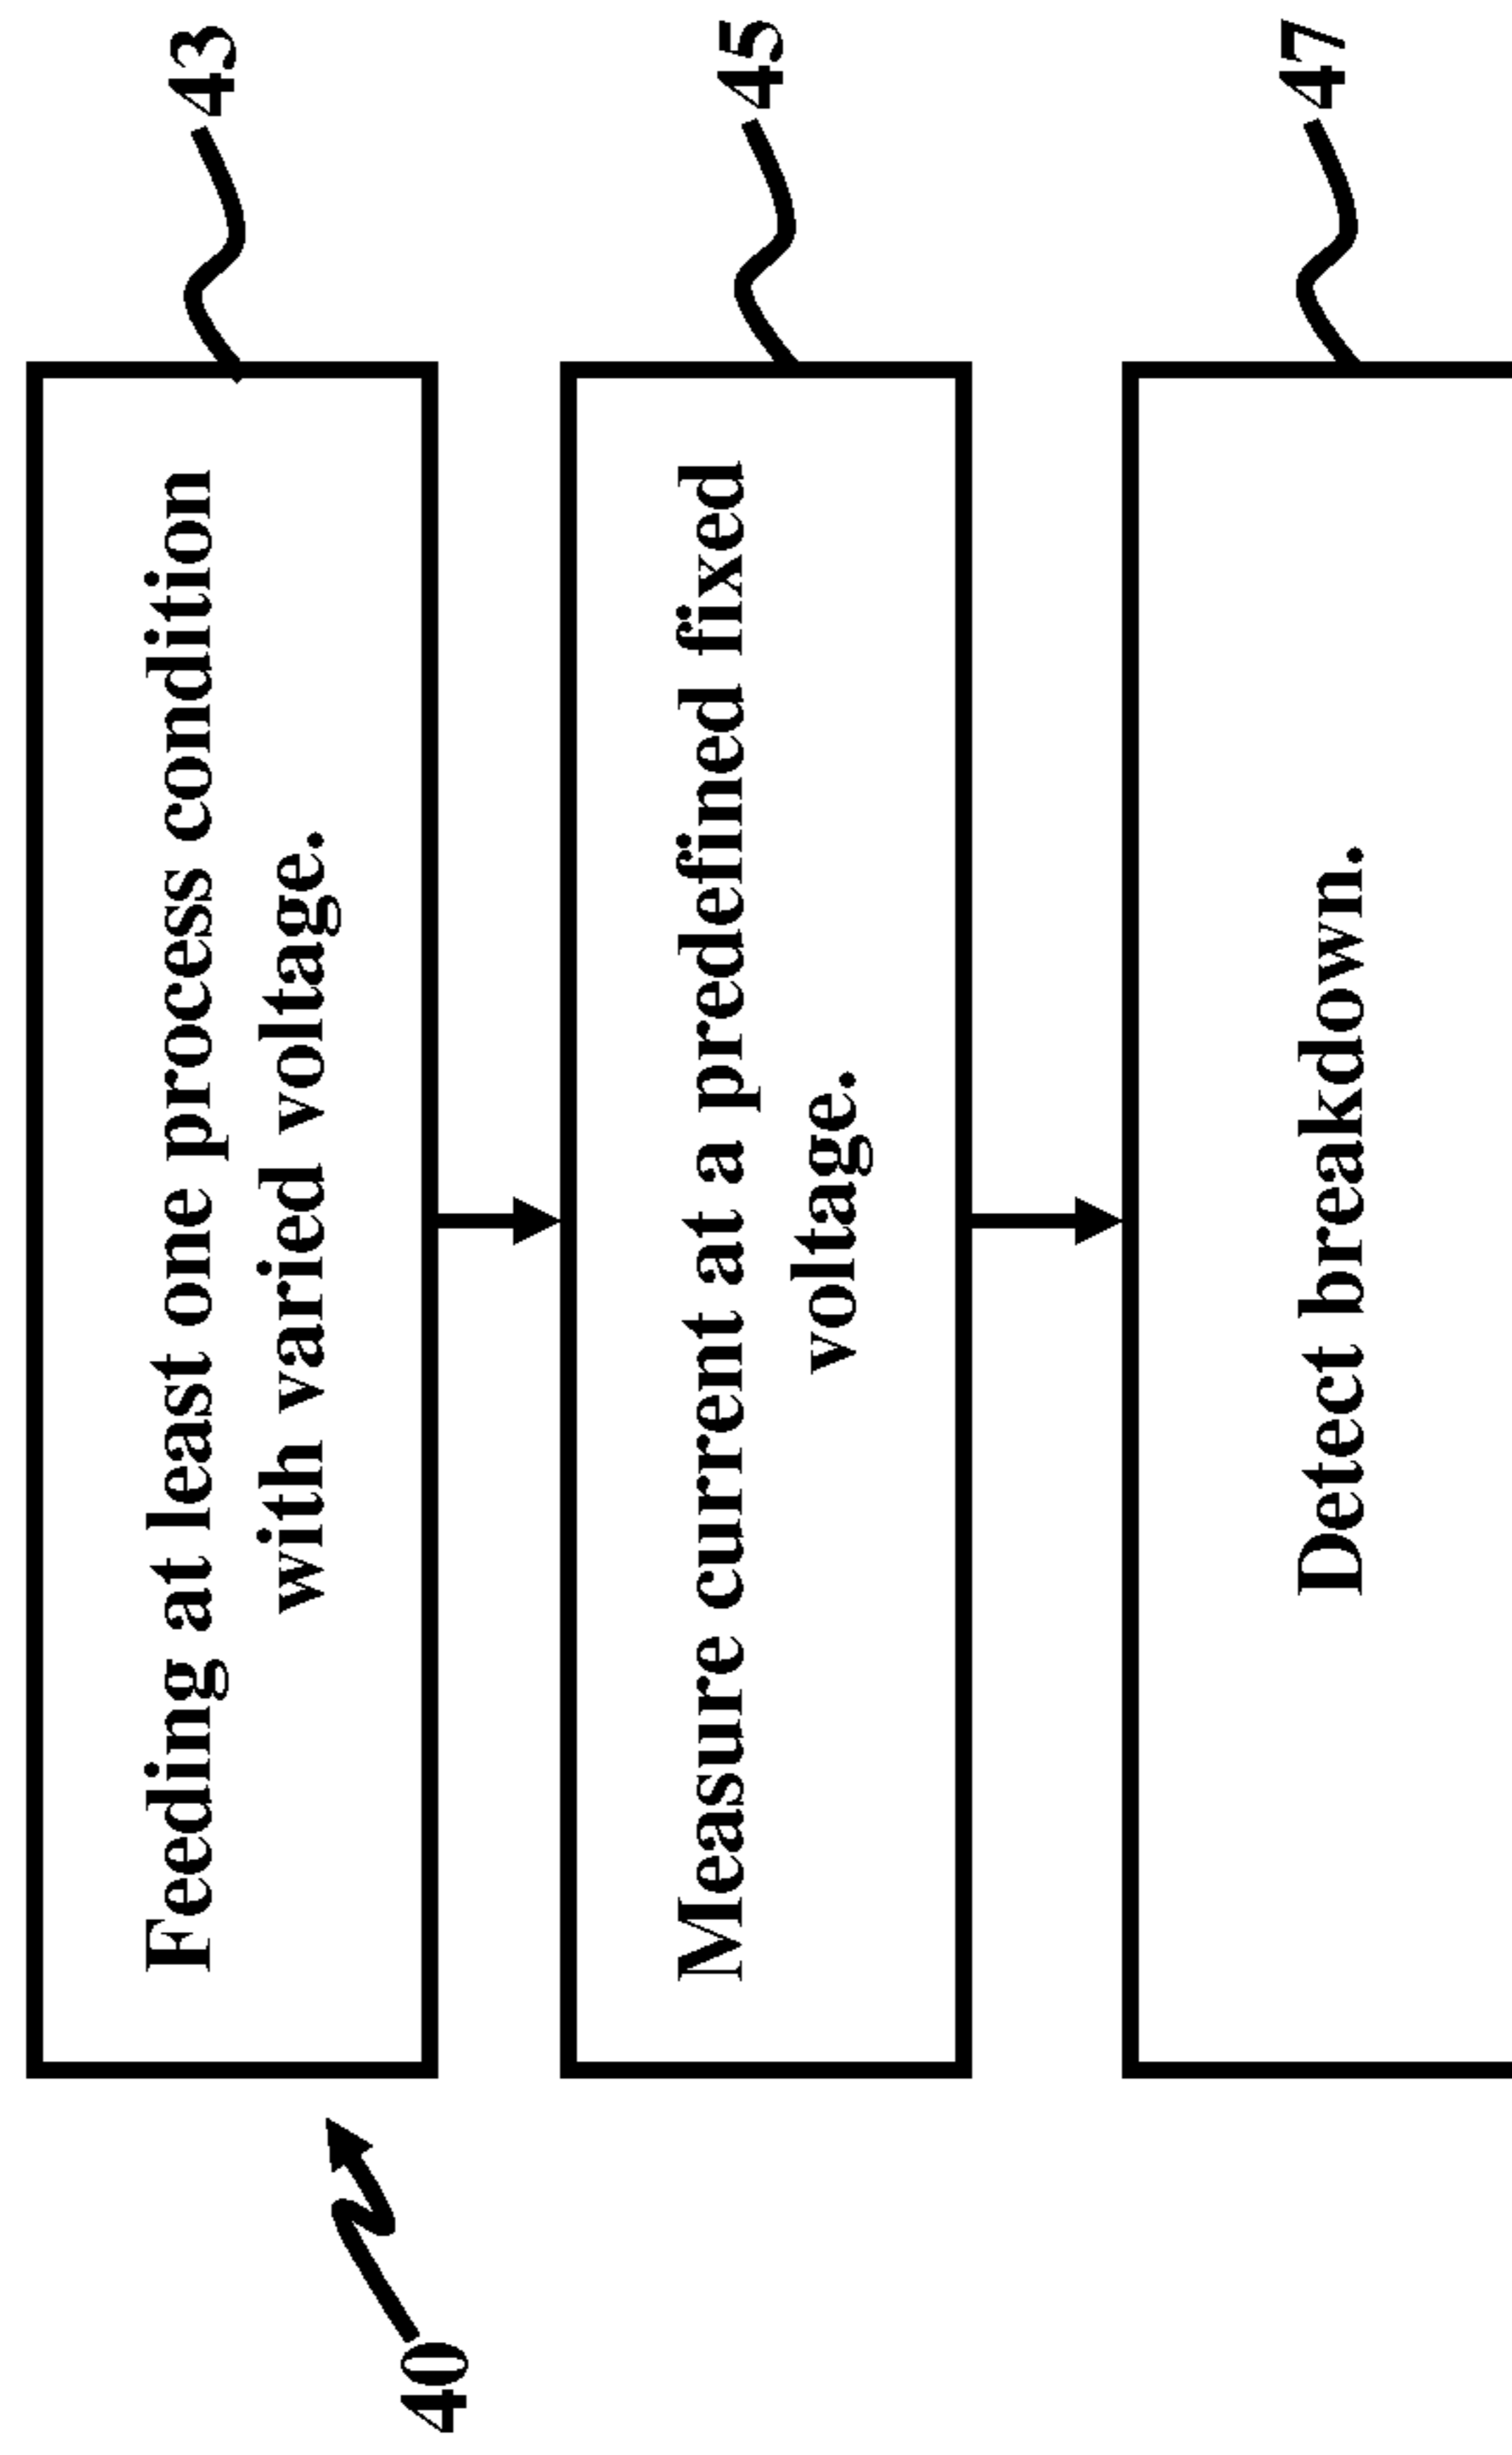 Feeding at least one process condition
with varied voltage.
43
Measure current at a predefined fixed
voltage.
45
Detect breakdown.
47
40